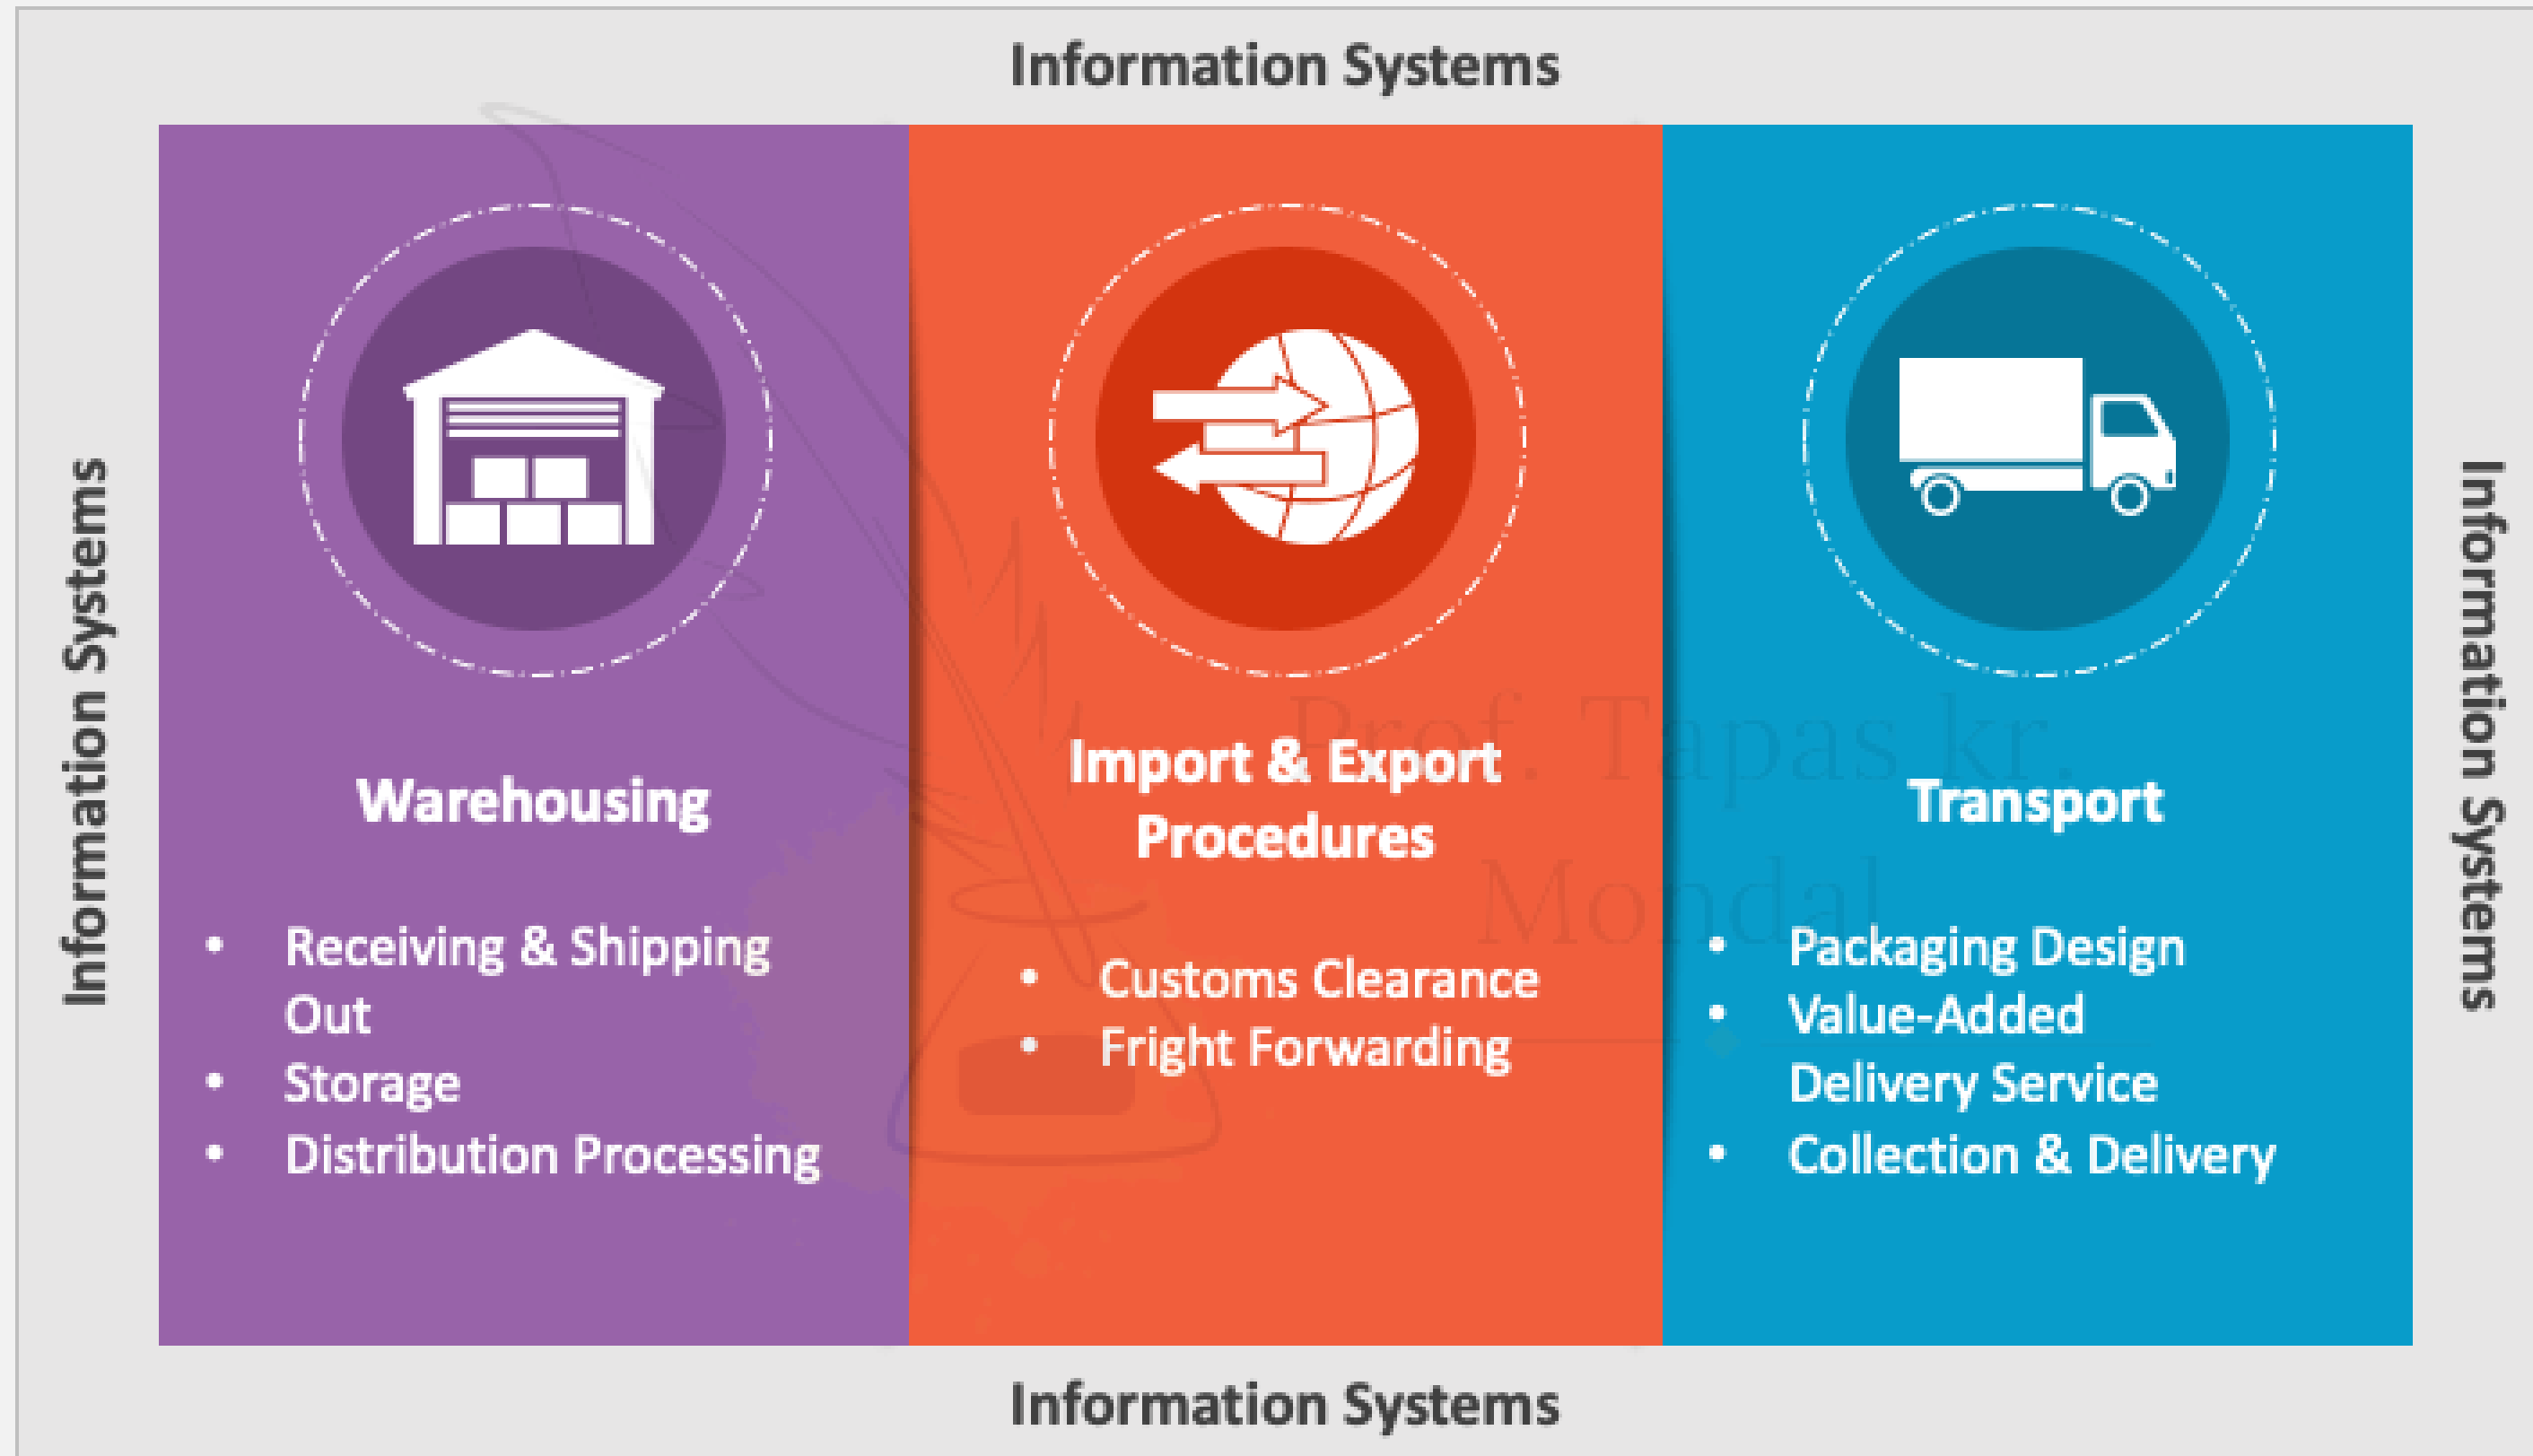 Information Systems
Information Systems
Warehousing
• Receiving & Shipping
Out
• Storage
• Distribution Processing
Import & Export
Procedures
• Customs Clearance
• Fright Forwarding
Transport
• Packaging Design
• Value-Added
Delivery Service
• Collection & Delivery
Prof. Tapas kr.
Mondal
Information Systems
Information Systems